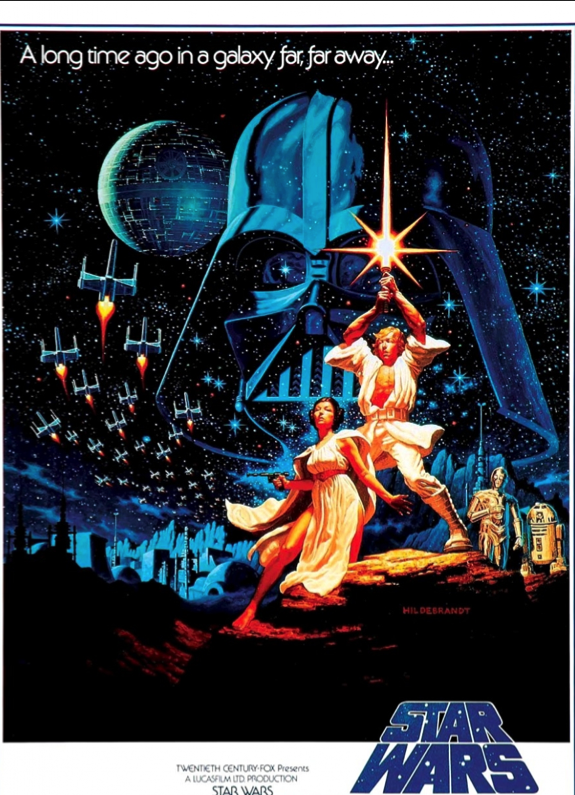 A long time ago in a galaxy far, far away...
HILDEBRANDT
STAR
WARS
TWENTIETH CENTURY-FOX Presents
A LUCASFILM LTD. PRODUCTION
STAR WARS